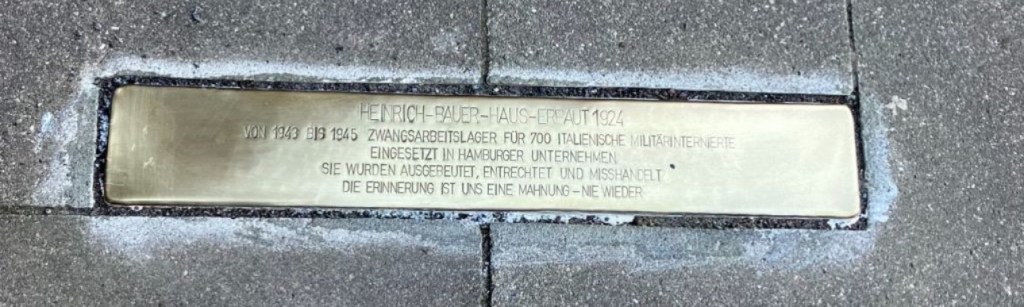 HEINRICH-BAUER-HAUS-ERBAUT 1924
VON 1943 BIS 1945 ZWANGSARBEITSLAGER FÜR 700 ITALIENISCHE MILITÄRINTERNIERTE
EINGESETZT IN HAMBURGER UNTERNEHMEN
SIE WURDEN AUSGEBEUTET, ENTRECHTET UND MISSHANDELT
DIE ERINNERUNG IST UNS EINE MAHNUNG - NIE WIEDER